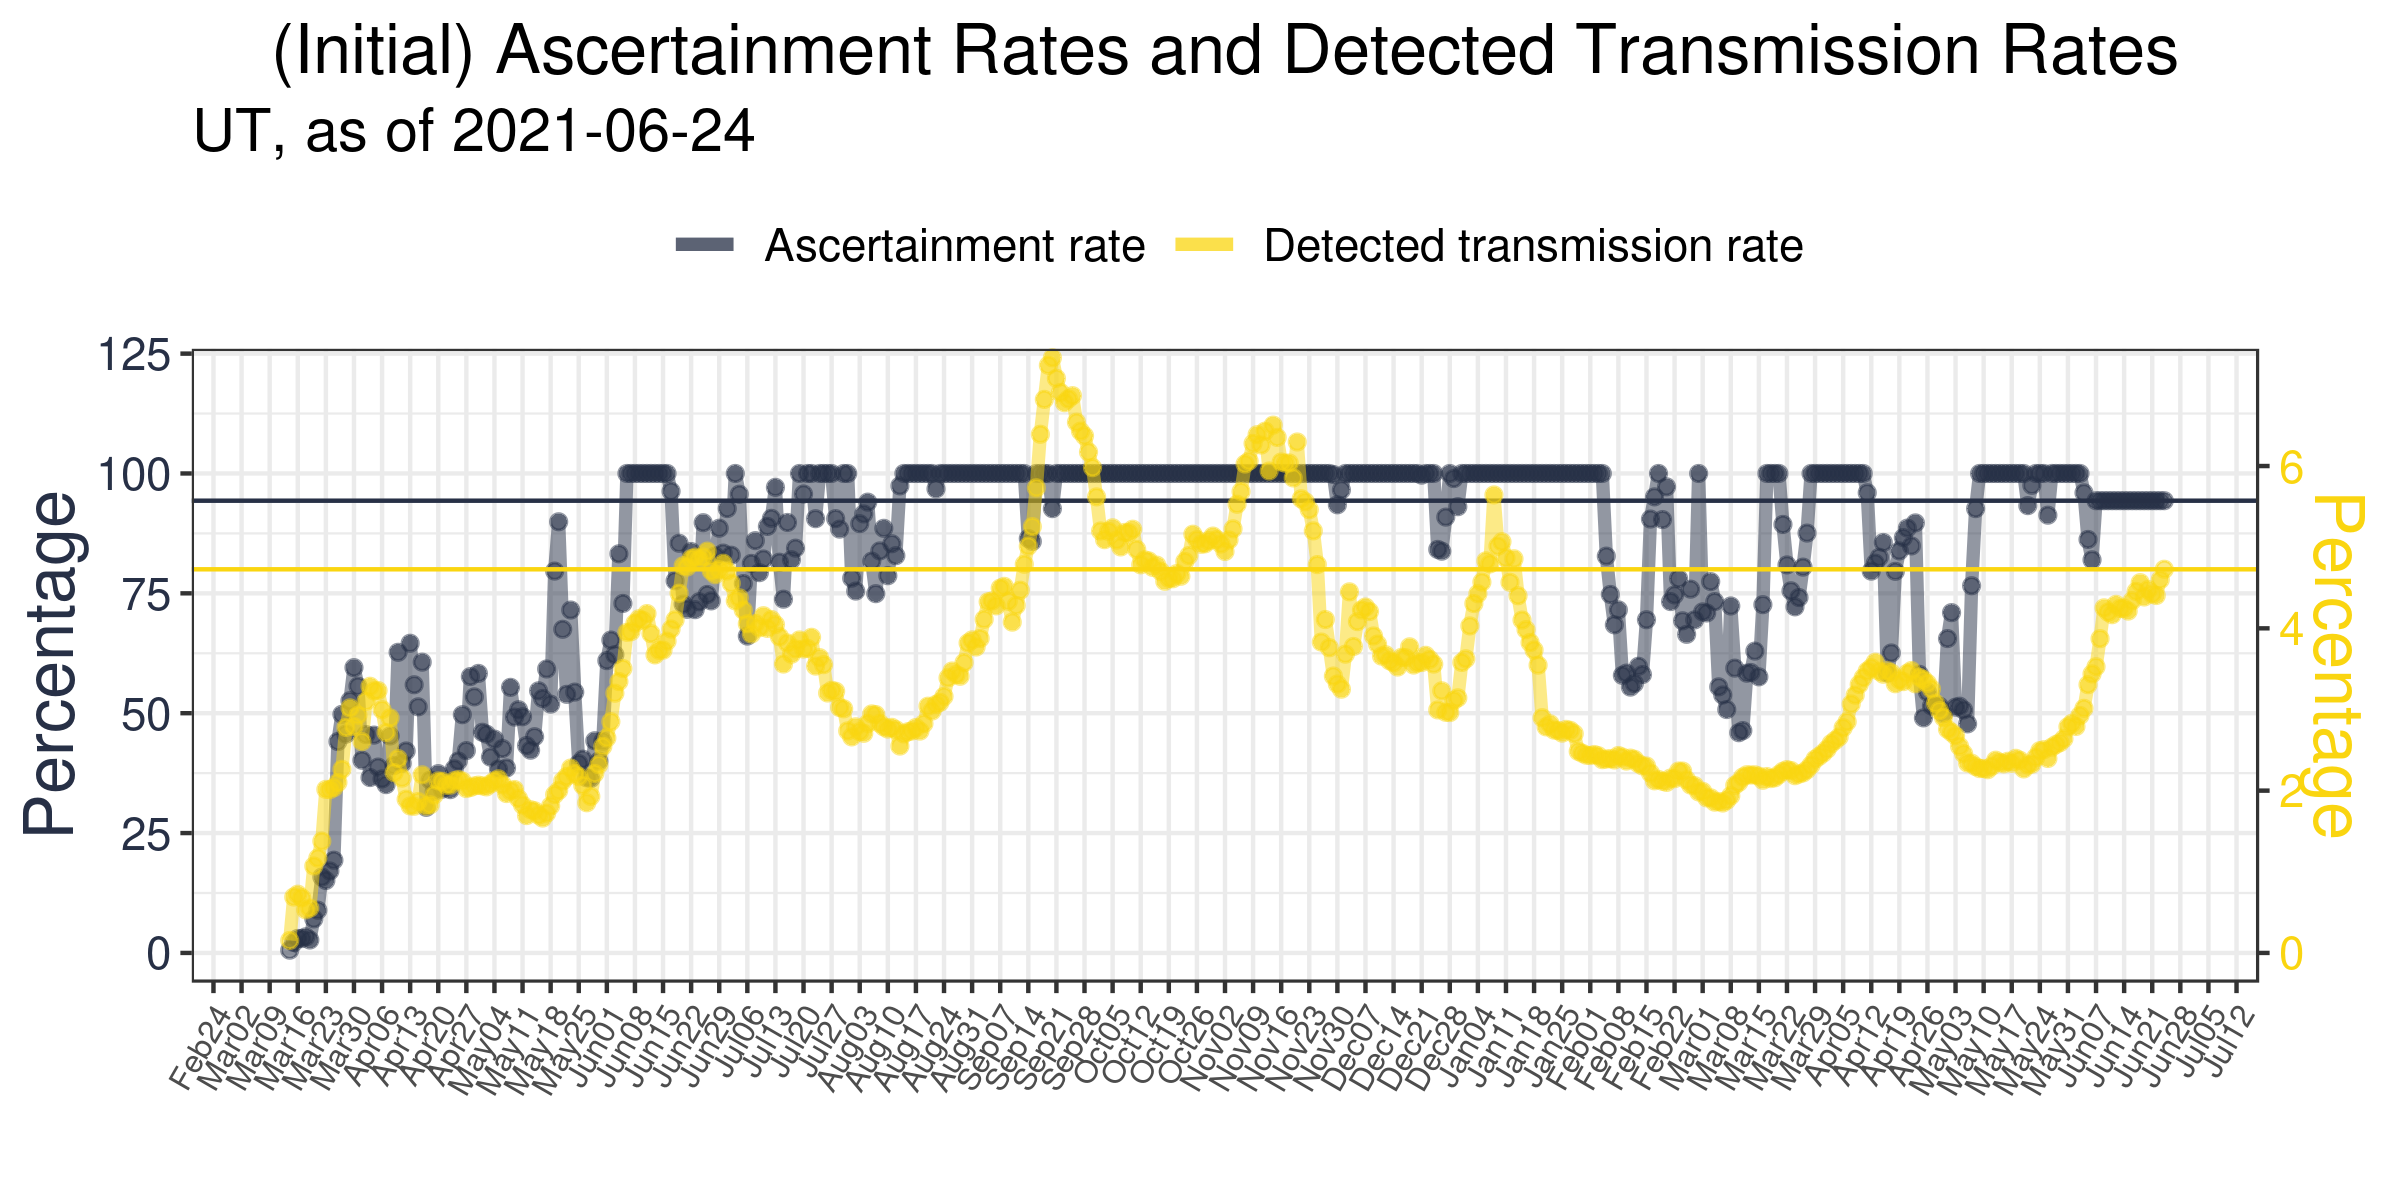 (Initial) Ascertainment Rates and Detected Transmission Rates
UT, as of 2021-06-24
Ascertainment rate
Detected transmission rate
Percentage
125
100
75
50
25
0
6
4
2
0
Percentage
Feb24
Mar02
Mar09
Mar16
Mar23
Mar30
Apr06
Apr13
Apr20
Apr27
May04
May11
May18
May25
Jun01
Jun08
Jun15
Jun22
Jun29
Jul06
Jul13
Jul20
Jul27
Aug03
Aug10
Aug17
Aug24
Aug31
Sep07
Sep14
Sep21
Sep28
Oct05
Oct12
Oct19
Oct26
Nov02
Nov09
Nov16
Nov23
Nov30
Dec07
Dec14
Dec21
Dec28
Jan04
Jan11
Jan18
Jan25
Feb01
Feb08
Feb15
Feb22
Mar01
Mar08
Mar15
Mar22
Mar29
Apr05
Apr12
Apr19
Apr26
May03
May10
May17
May24
May31
Jun07
Jun14
Jun21
Jun28
Jul05
Jul12